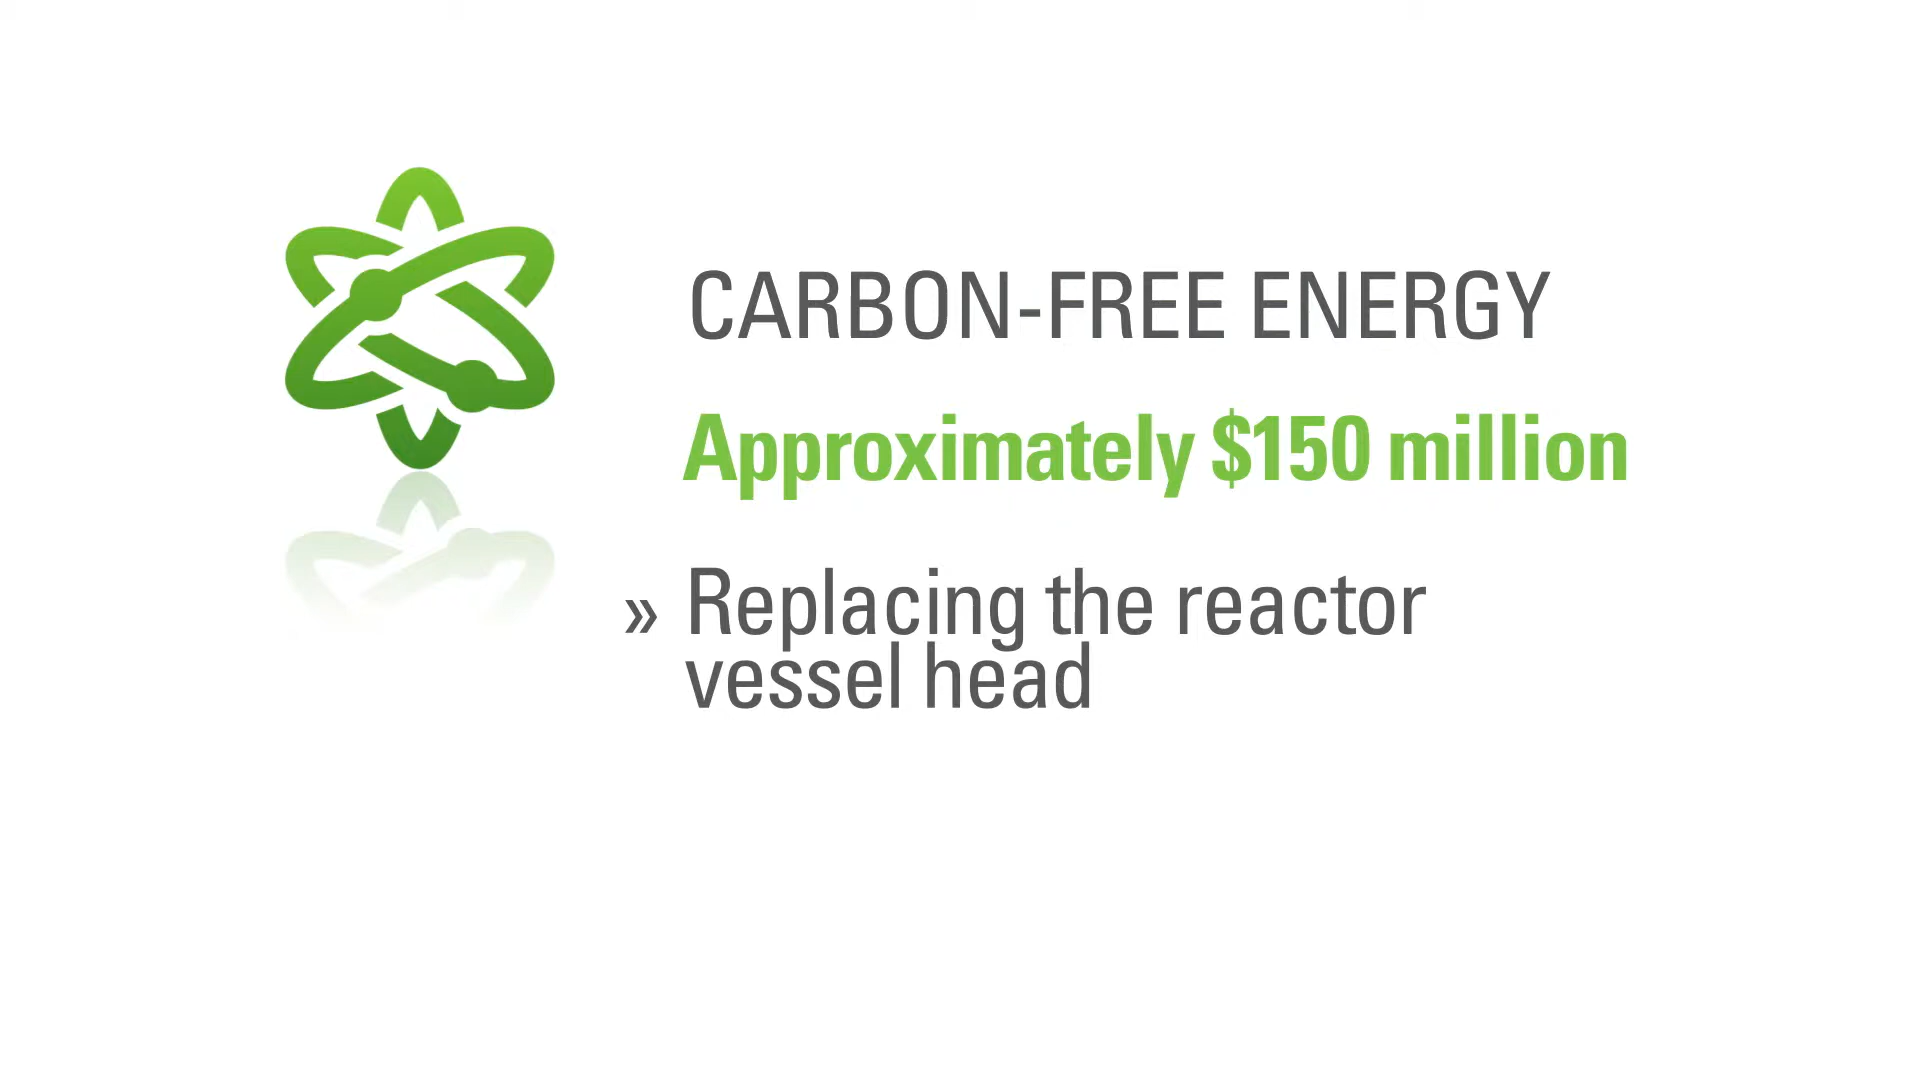 CARBON-FREE ENERGY
Approximately $150 million
» Replacing the reactor
vessel head